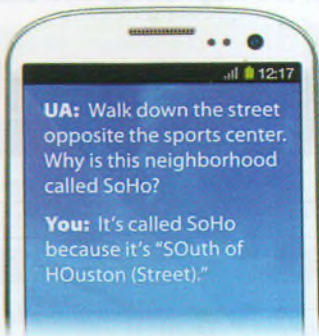 12:17
UA: Walk down the street
opposite the sports center.
Why is this neighborhood
called SoHo?
You: It's called SoHo
because it's "SOuth of
HOuston (Street)."